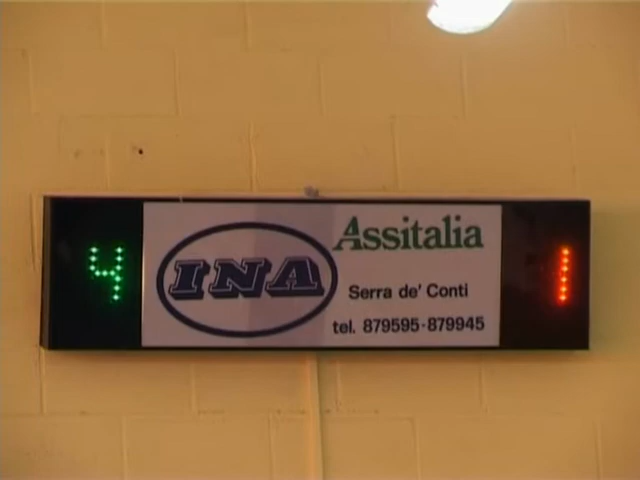 4
INA
Assitalia
Serra de' Conti
tel. 879595-879945
1